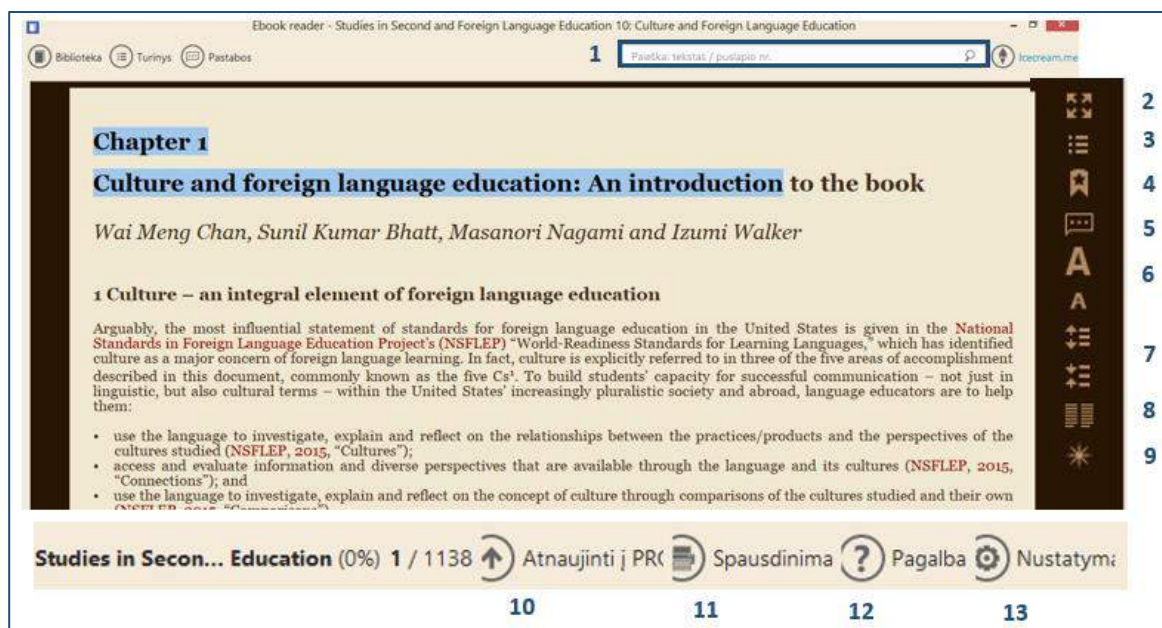 Ebook reader - Studies in Second and Foreign Language Education 10: Culture and Foreign Language Education
Biblioteka Turinys Pastabos 1 Paieška: tekstas / puslapio nr. Icecream.me
2
3
4
5
6
7
8
9
Chapter 1
Culture and foreign language education: An introduction to the book
Wai Meng Chan, Sunil Kumar Bhatt, Masanori Nagami and Izumi Walker
1 Culture – an integral element of foreign language education
Arguably, the most influential statement of standards for foreign language education in the United States is given in the National
Standards in Foreign Language Education Project's (NSFLEP) “World-Readiness Standards for Learning Languages,” which has identified
culture as a major concern of foreign language learning. In fact, culture is explicitly referred to in three of the five areas of accomplishment
described in this document, commonly known as the five Cs¹. To build students' capacity for successful communication – not just in
linguistic, but also cultural terms – within the United States' increasingly pluralistic society and abroad, language educators are to help
them:
• use the language to investigate, explain and reflect on the relationships between the practices/products and the perspectives of the
cultures studied (NSFLEP, 2015, “Cultures”);
• access and evaluate information and diverse perspectives that are available through the language and its cultures (NSFLEP, 2015,
“Connections”); and
• use the language to investigate, explain and reflect on the concept of culture through comparisons of the cultures studied and their own
(NSFLEP, 2015, “Comparisons”)
Studies in Secon... Education (0%) 1 / 1138 Atnaujinti į PRO Spausdinima ? Pagalba Nustatyma
10 11 12 13